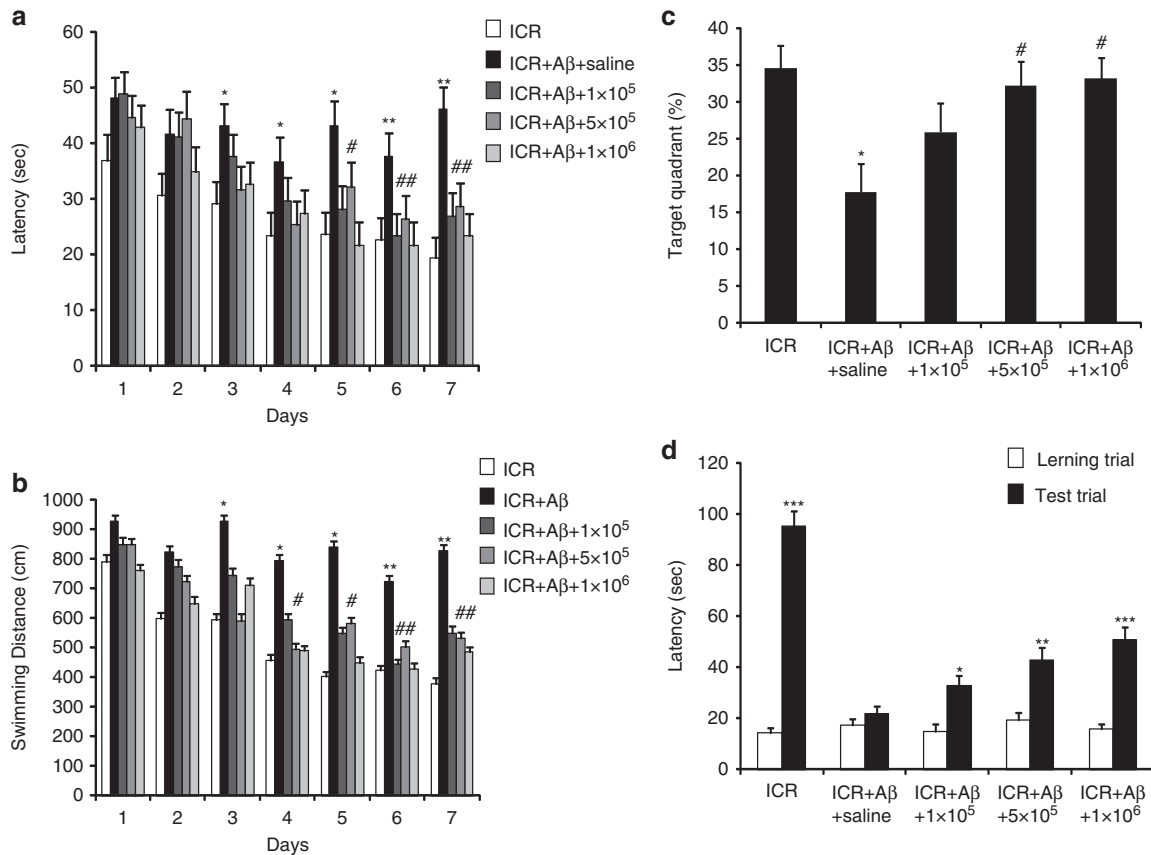 a
60
50
40
30
20
10
0
Latency (sec)
* * * ** **
# ## ##
1 2 3 4 5 6 7
Days
ICR
ICR+Aβ+saline
ICR+Aβ+1×10⁵
ICR+Aβ+5×10⁵
ICR+Aβ+1×10⁶
b
1000
900
800
700
600
500
400
300
200
100
0
Swimming Distance (cm)
* * * ** **
# # ## ##
1 2 3 4 5 6 7
Days
ICR
ICR+Aβ
ICR+Aβ+1×10⁵
ICR+Aβ+5×10⁵
ICR+Aβ+1×10⁶
c
40
35
30
25
20
15
10
5
0
Target quadrant (%)
* # #
ICR ICR+Aβ ICR+Aβ ICR+Aβ ICR+Aβ
+saline +1×10⁵ +5×10⁵ +1×10⁶
d
Lerning trial
Test trial
120
100
80
60
40
20
0
Latency (sec)
*** * ** ***
ICR ICR+Aβ ICR+Aβ ICR+Aβ ICR+Aβ
+saline +1×10⁵ +5×10⁵ +1×10⁶